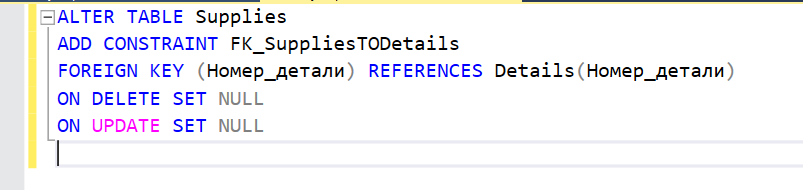 ALTER TABLE Supplies
ADD CONSTRAINT FK_SuppliesTODetails
FOREIGN KEY (Номер_детали) REFERENCES Details(Номер_детали)
ON DELETE SET NULL
ON UPDATE SET NULL